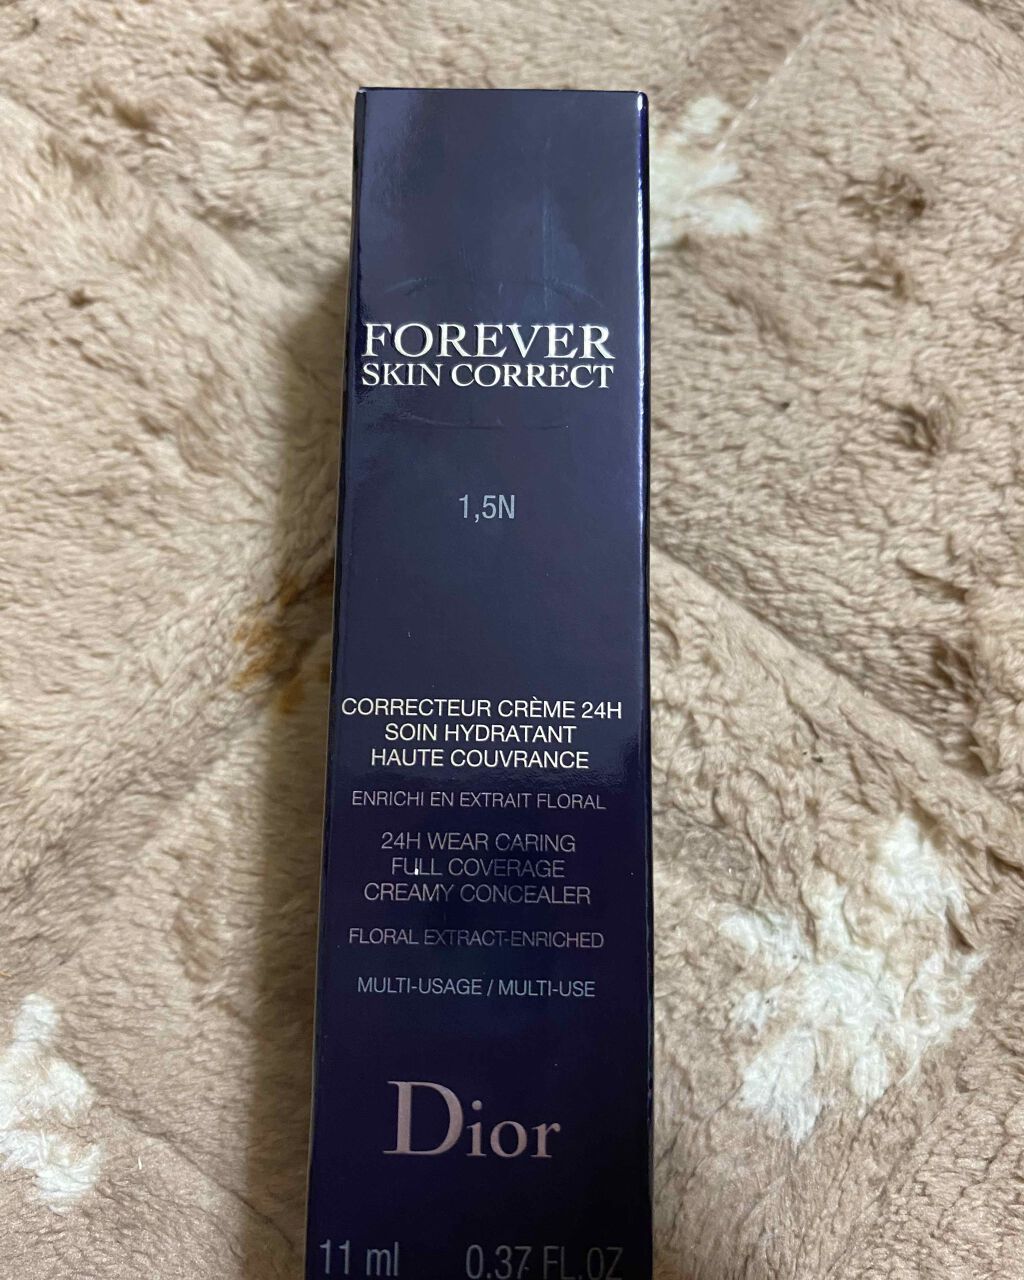 FOREVER
SKIN CORRECT
1,5N
CORRECTEUR CRÈME 24H
SOIN HYDRATANT
HAUTE COUVRANCE
ENRICHI EN EXTRAIT FLORAL
24H WEAR CARING
FULL COVERAGE
CREAMY CONCEALER
FLORAL EXTRACT-ENRICHED
MULTI-USAGE / MULTI-USE
Dior
11 ml 0.37 FL.OZ